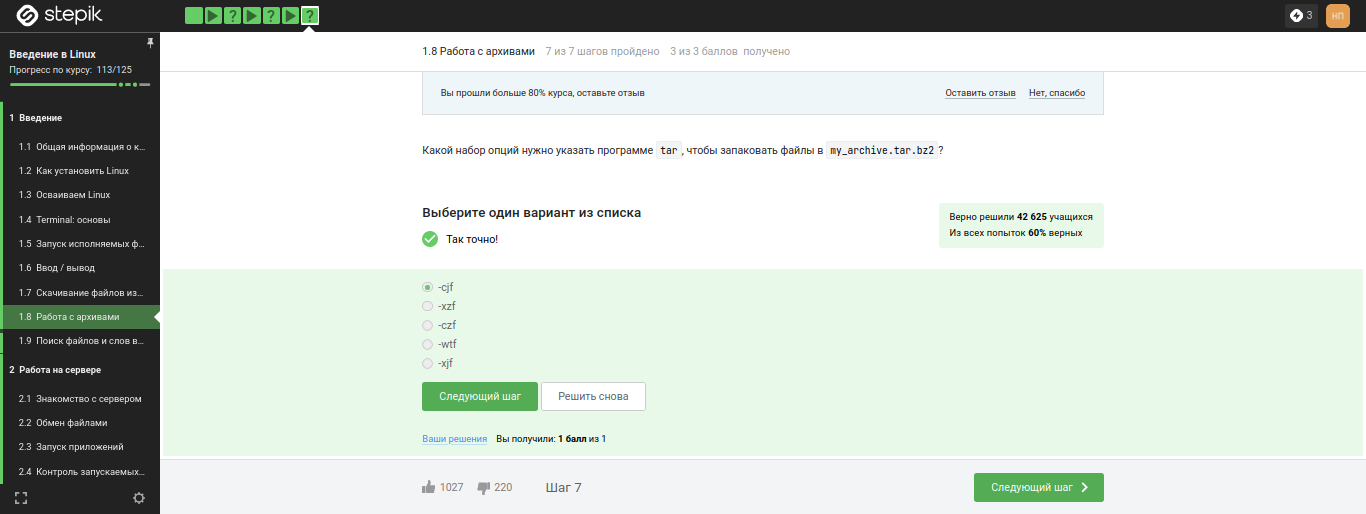 stepik
?
?
?
3
НП
Введение в Linux
Прогресс по курсу: 113/125
1 Введение
1.1 Общая информация о к...
1.2 Как установить Linux
1.3 Осваиваем Linux
1.4 Terminal: основы
1.5 Запуск исполняемых ф...
1.6 Ввод / вывод
1.7 Скачивание файлов из...
1.8 Работа с архивами
1.9 Поиск файлов и слов в...
2 Работа на сервере
2.1 Знакомство с сервером
2.2 Обмен файлами
2.3 Запуск приложений
2.4 Контроль запускаемых...
1.8 Работа с архивами 7 из 7 шагов пройдено 3 из 3 баллов получено
Вы прошли больше 80% курса, оставьте отзыв Оставить отзыв Нет, спасибо
Какой набор опций нужно указать программе tar, чтобы запаковать файлы в my_archive.tar.bz2?
Выберите один вариант из списка
Так точно!
Верно решили 42 625 учащихся
Из всех попыток 60% верных
-cjf
-xzf
-czf
-wtf
-xjf
Следующий шаг Решить снова
Ваши решения Вы получили: 1 балл из 1
1027 220 Шаг 7 Следующий шаг